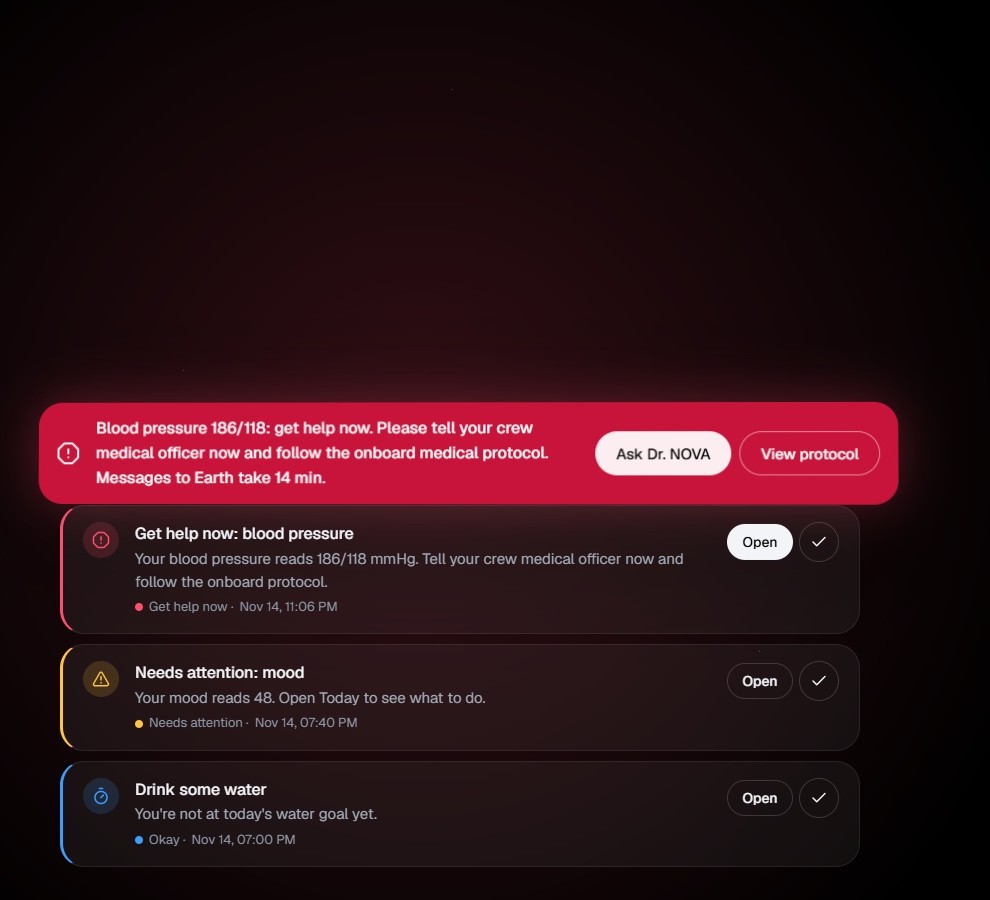 Blood pressure 186/118: get help now. Please tell your crew
medical officer now and follow the onboard medical protocol.
Messages to Earth take 14 min.
Ask Dr. NOVA
View protocol
Get help now: blood pressure
Your blood pressure reads 186/118 mmHg. Tell your crew medical officer now and
follow the onboard protocol.
Get help now · Nov 14, 11:06 PM
Open
Needs attention: mood
Your mood reads 48. Open Today to see what to do.
Needs attention · Nov 14, 07:40 PM
Open
Drink some water
You're not at today's water goal yet.
Okay · Nov 14, 07:00 PM
Open